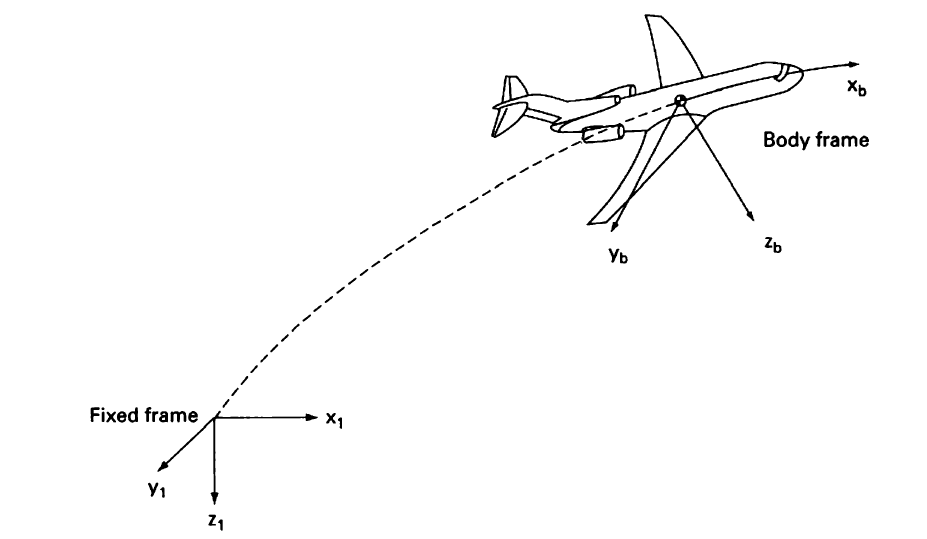 x_b
Body frame
y_b
z_b
Fixed frame
x_1
y_1
z_1